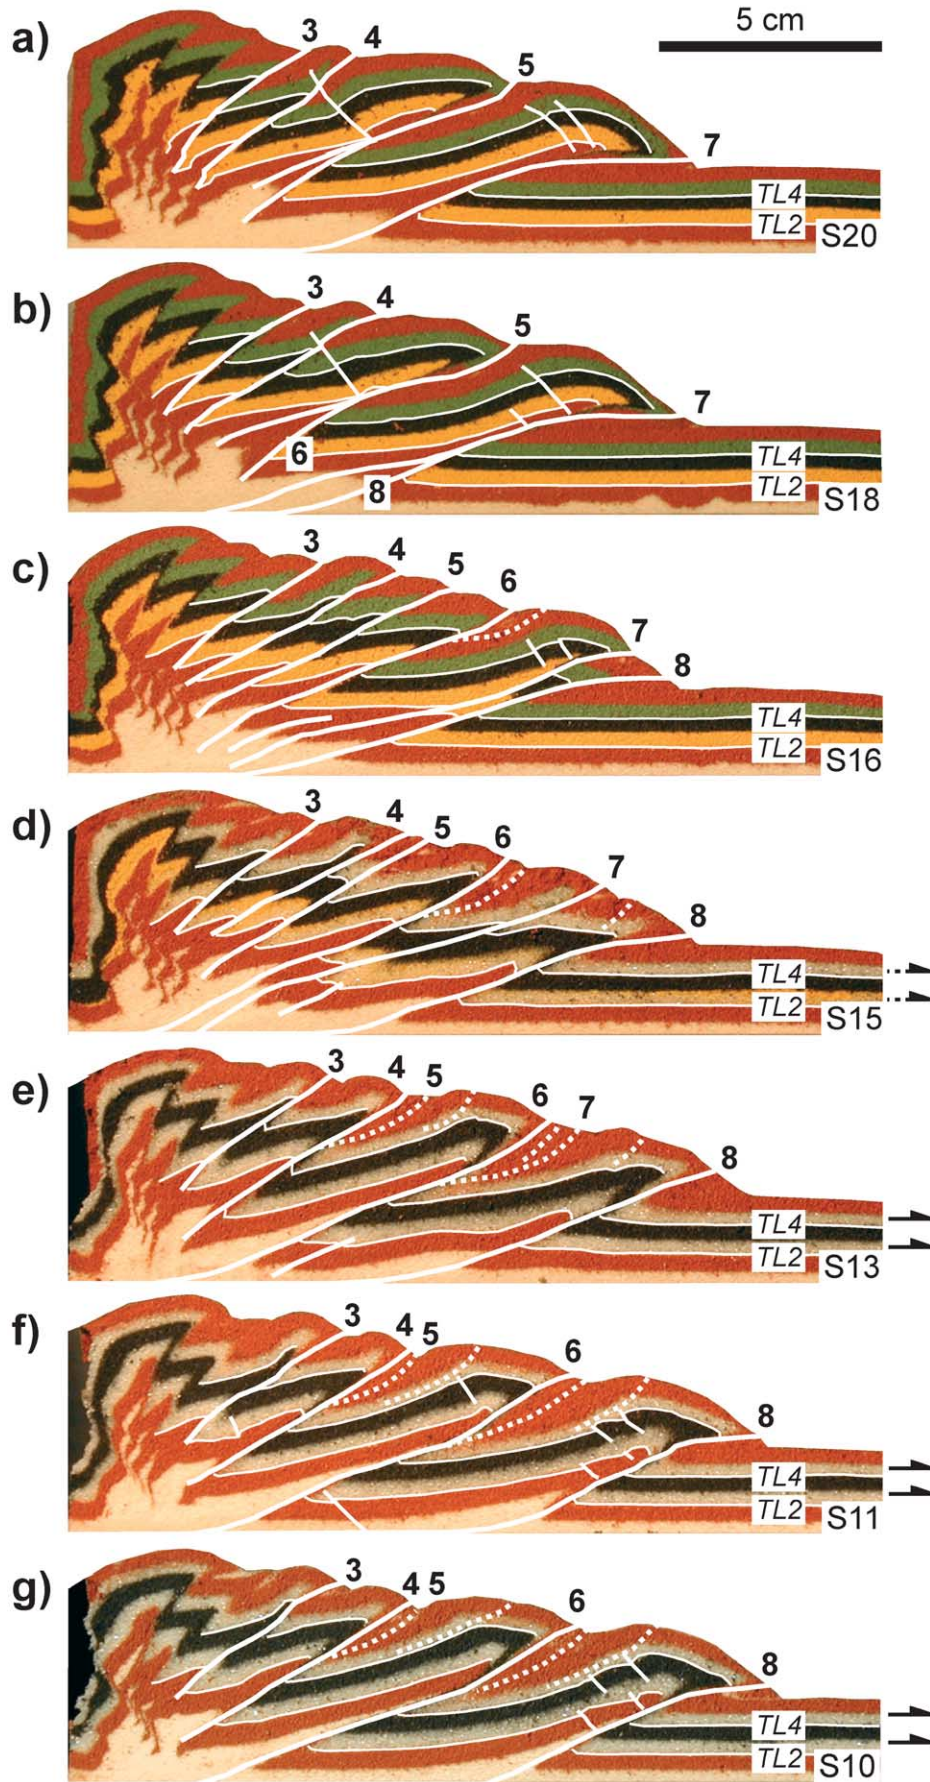 a) 3 4 5 cm
5
7
TL4
TL2 S20
b) 3 4
5
7
6 TL4
8 TL2 S18
c) 3 4 5 6
7
8
TL4
TL2 S16
d) 3 4 5 6
7
8
TL4
TL2 S15
e) 3 4 5 6 7
8
TL4
TL2 S13
f) 3 4 5 6
8
TL4
TL2 S11
g) 3 4 5 6
8
TL4
TL2 S10